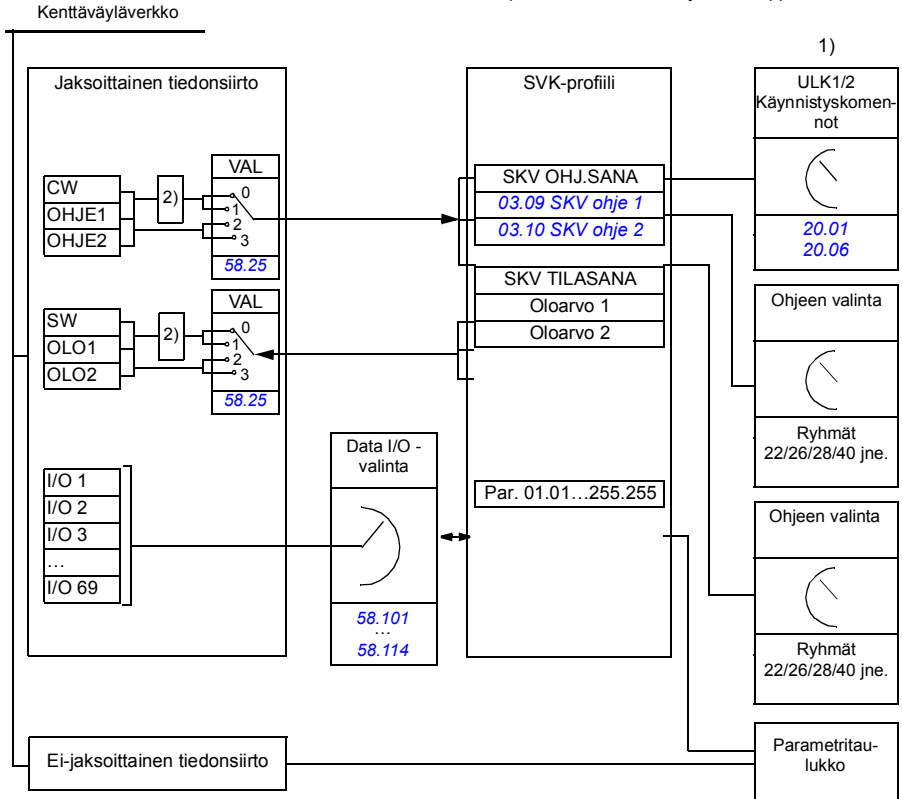 Kenttäväyläverkko
1)
Jaksoittainen tiedonsiirto
SVK-profiili
ULK1/2
Käynnistyskomen-
not
VAL
CW
OHJE1
OHJE2
2)
0
1
2
3
58.25
SKV OHJ.SANA
03.09 SKV ohje 1
03.10 SKV ohje 2
20.01
20.06
SKV TILASANA
Oloarvo 1
Oloarvo 2
VAL
SW
OLO1
OLO2
2)
0
1
2
3
58.25
Ohjeen valinta
Ryhmät
22/26/28/40 jne.
Data I/O -
valinta
I/O 1
I/O 2
I/O 3
…
I/O 69
58.101
…
58.114
Par. 01.01…255.255
Ohjeen valinta
Ryhmät
22/26/28/40 jne.
Ei-jaksoittainen tiedonsiirto
Parametritau-
lukko